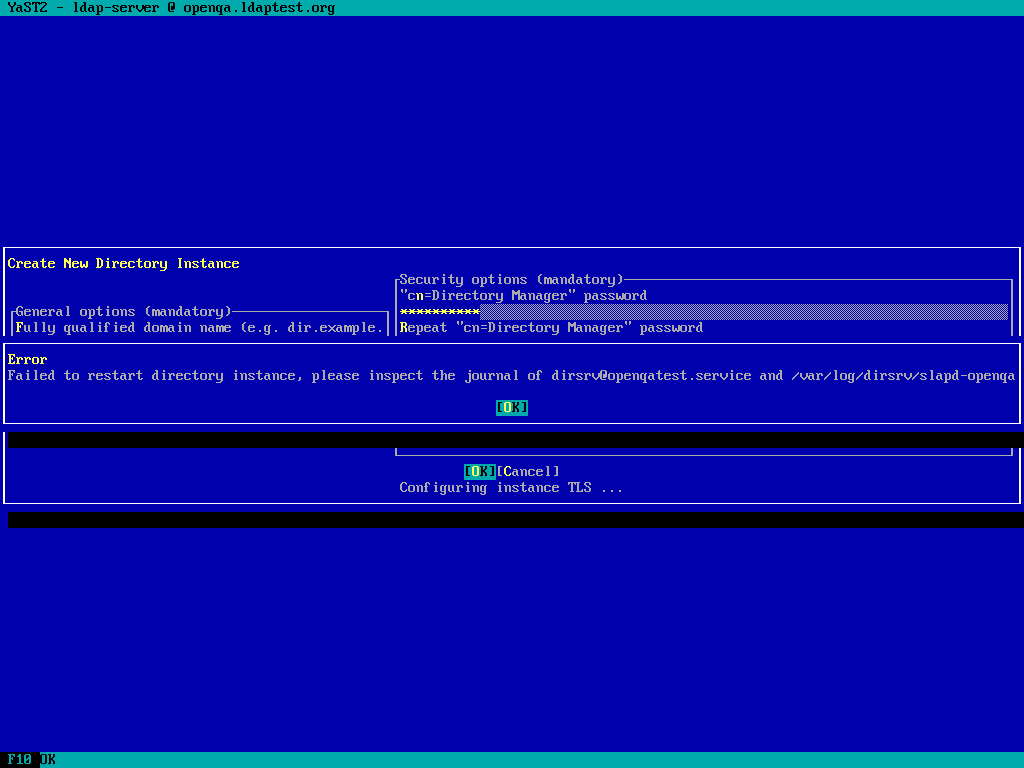 YaST2 - ldap-server @ openqa.ldaptest.org
Create New Directory Instance
Security options (mandatory)
"cn=Directory Manager" password
**********
General options (mandatory)
Fully qualified domain name (e.g. dir.example.
Repeat "cn=Directory Manager" password
Error
Failed to restart directory instance, please inspect the journal of dirsrv@openqatest.service and /var/log/dirsrv/slapd-openqa
[OK]
[OK][Cancel]
Configuring instance TLS ...
F10 OK